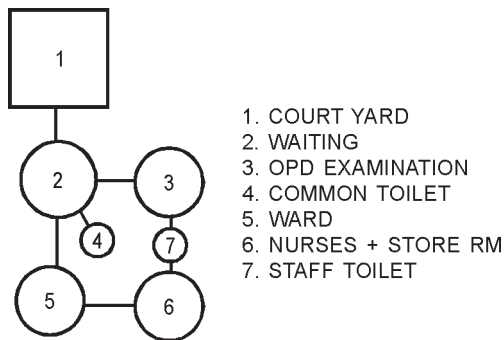 1
2
3
4
7
5
6
1. COURT YARD
2. WAITING
3. OPD EXAMINATION
4. COMMON TOILET
5. WARD
6. NURSES + STORE RM
7. STAFF TOILET